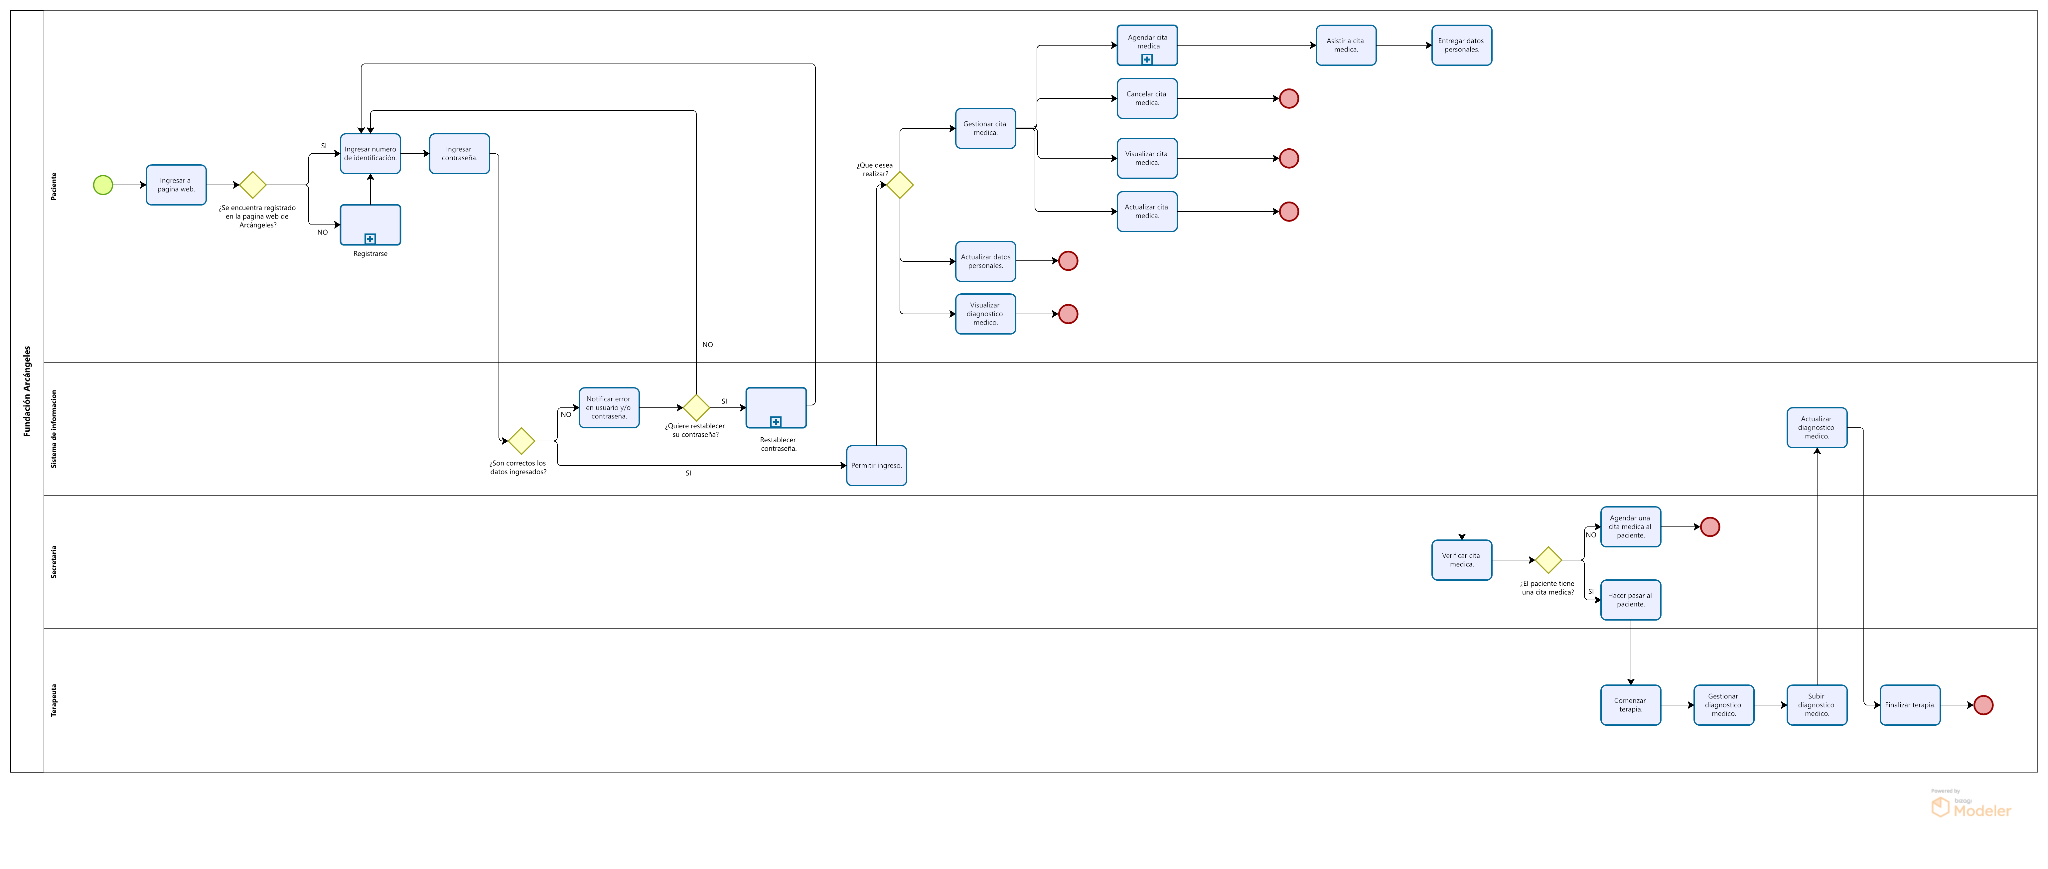 Fundación Arcángeles
Paciente
Ingresar a
pagina web.
¿Se encuentra registrado
en la pagina web de
Arcángeles?
SI
NO
Ingresar numero
de identificación.
Registrarse
Ingresar
contraseña.
¿Que desea
realizar?
Gestionar cita
medica.
Agendar cita
medica
Asistir a cita
medica.
Entregar datos
personales.
Cancelar cita
medica.
Visualizar cita
medica.
Actualizar cita
medica.
Actualizar datos
personales.
Visualizar
diagnostico
medico.
NO
Sistema de informacion
¿Son correctos los
datos ingresados?
NO
SI
Notificar error
en usuario y/o
contraseña.
¿Quiere restablecer
su contraseña?
SI
Restablecer
contraseña.
Permitir ingreso.
Actualizar
diagnostico
medico.
Secretaria
Verificar cita
medica.
¿El paciente tiene
una cita medica?
NO
SI
Agendar una
cita medica al
paciente.
Hacer pasar al
paciente.
Terapeuta
Comenzar
terapia.
Gestionar
diagnostico
medico.
Subir
diagnostico
medico.
Finalizar terapia
Powered by
bizagi
Modeler